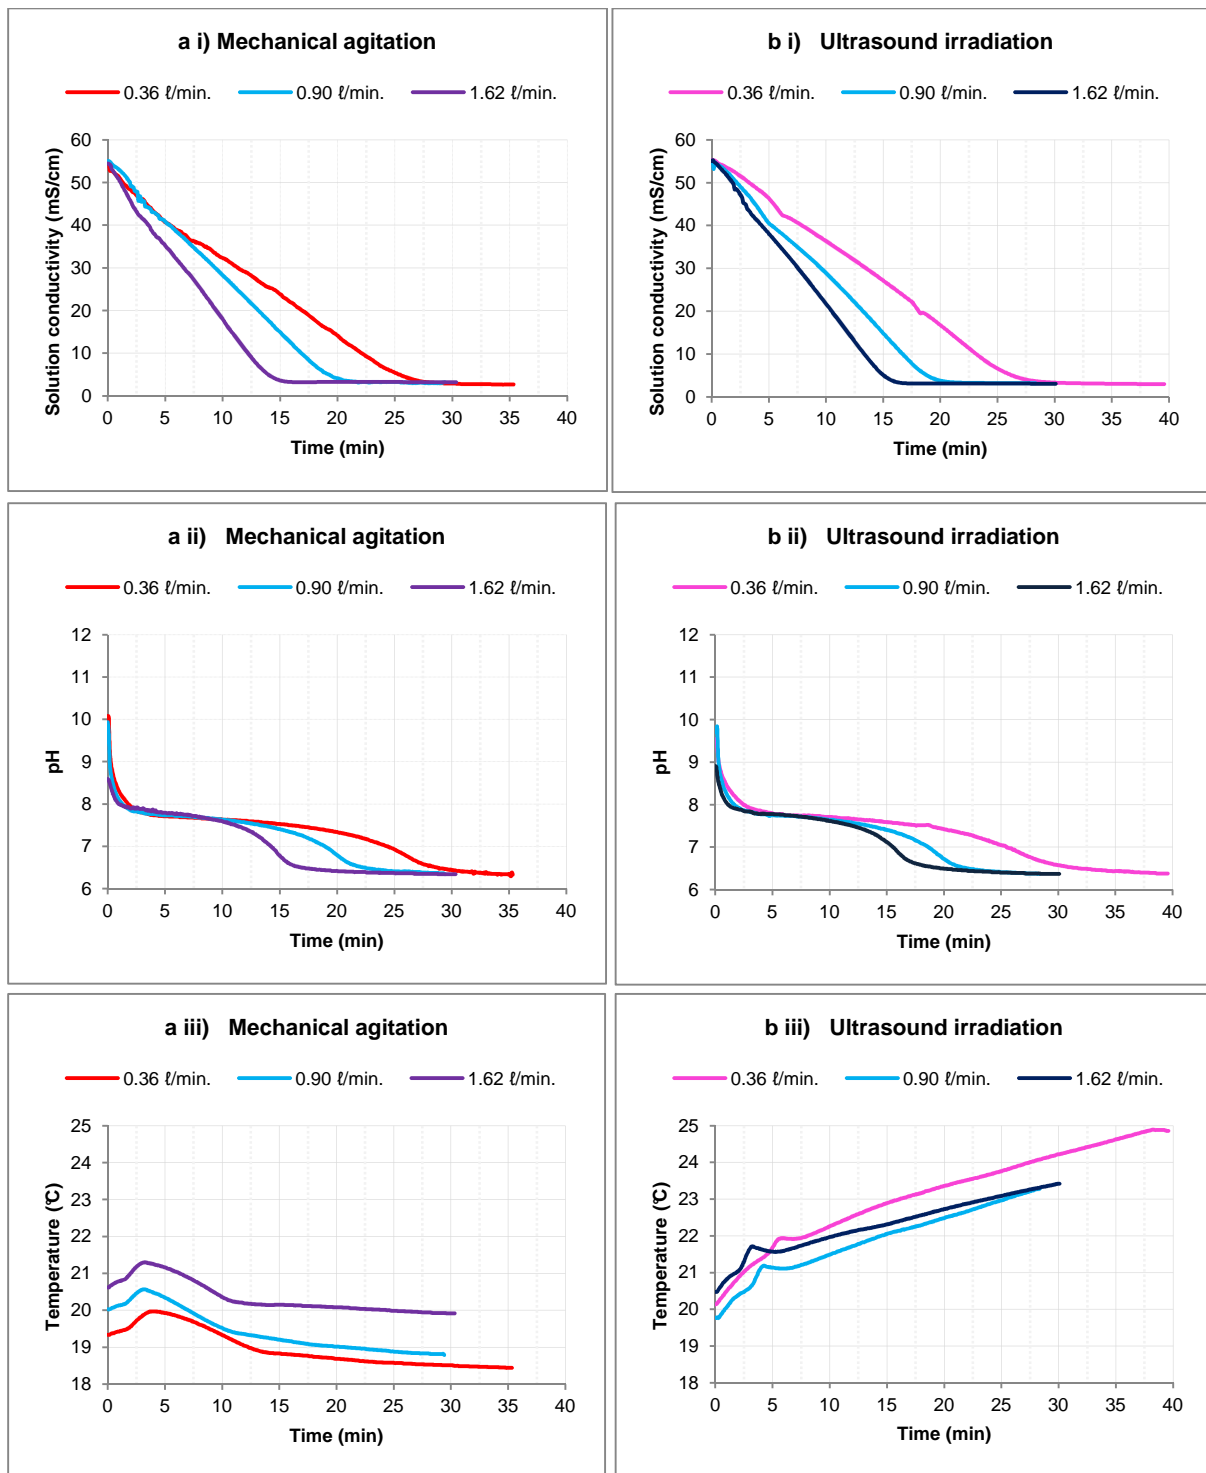 a i) Mechanical agitation
0.36 ℓ/min. 0.90 ℓ/min. 1.62 ℓ/min.
Solution conductivity (mS/cm)
60
50
40
30
20
10
0
0 5 10 15 20 25 30 35 40
Time (min)
b i) Ultrasound irradiation
0.36 ℓ/min. 0.90 ℓ/min. 1.62 ℓ/min.
Solution conductivity (mS/cm)
60
50
40
30
20
10
0
0 5 10 15 20 25 30 35 40
Time (min)
a ii) Mechanical agitation
0.36 ℓ/min. 0.90 ℓ/min. 1.62 ℓ/min.
pH
12
11
10
9
8
7
6
0 5 10 15 20 25 30 35 40
Time (min)
b ii) Ultrasound irradiation
0.36 ℓ/min. 0.90 ℓ/min. 1.62 ℓ/min.
pH
12
11
10
9
8
7
6
0 5 10 15 20 25 30 35 40
Time (min)
a iii) Mechanical agitation
0.36 ℓ/min. 0.90 ℓ/min. 1.62 ℓ/min.
Temperature (°C)
25
24
23
22
21
20
19
18
0 5 10 15 20 25 30 35 40
Time (min)
b iii) Ultrasound irradiation
0.36 ℓ/min. 0.90 ℓ/min. 1.62 ℓ/min.
Temperature (°C)
25
24
23
22
21
20
19
18
0 5 10 15 20 25 30 35 40
Time (min)